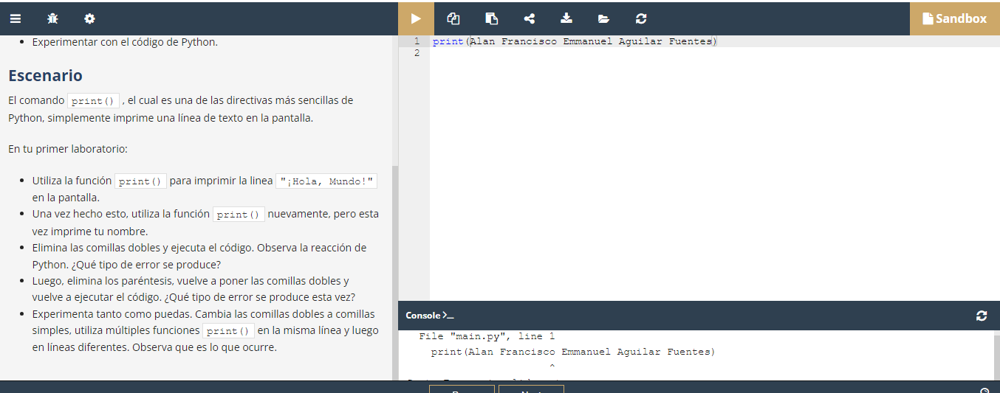 Sandbox
Experimentar con el código de Python.
Escenario
El comando print() , el cual es una de las directivas más sencillas de
Python, simplemente imprime una línea de texto en la pantalla.
En tu primer laboratorio:
Utiliza la función print() para imprimir la linea "¡Hola, Mundo!"
en la pantalla.
Una vez hecho esto, utiliza la función print() nuevamente, pero esta
vez imprime tu nombre.
Elimina las comillas dobles y ejecuta el código. Observa la reacción de
Python. ¿Qué tipo de error se produce?
Luego, elimina los paréntesis, vuelve a poner las comillas dobles y
vuelve a ejecutar el código. ¿Qué tipo de error se produce esta vez?
Experimenta tanto como puedas. Cambia las comillas dobles a comillas
simples, utiliza múltiples funciones print() en la misma línea y luego
en líneas diferentes. Observa que es lo que ocurre.
1 print(Alan Francisco Emmanuel Aguilar Fuentes)
2
Console >_
File "main.py", line 1
print(Alan Francisco Emmanuel Aguilar Fuentes)
^